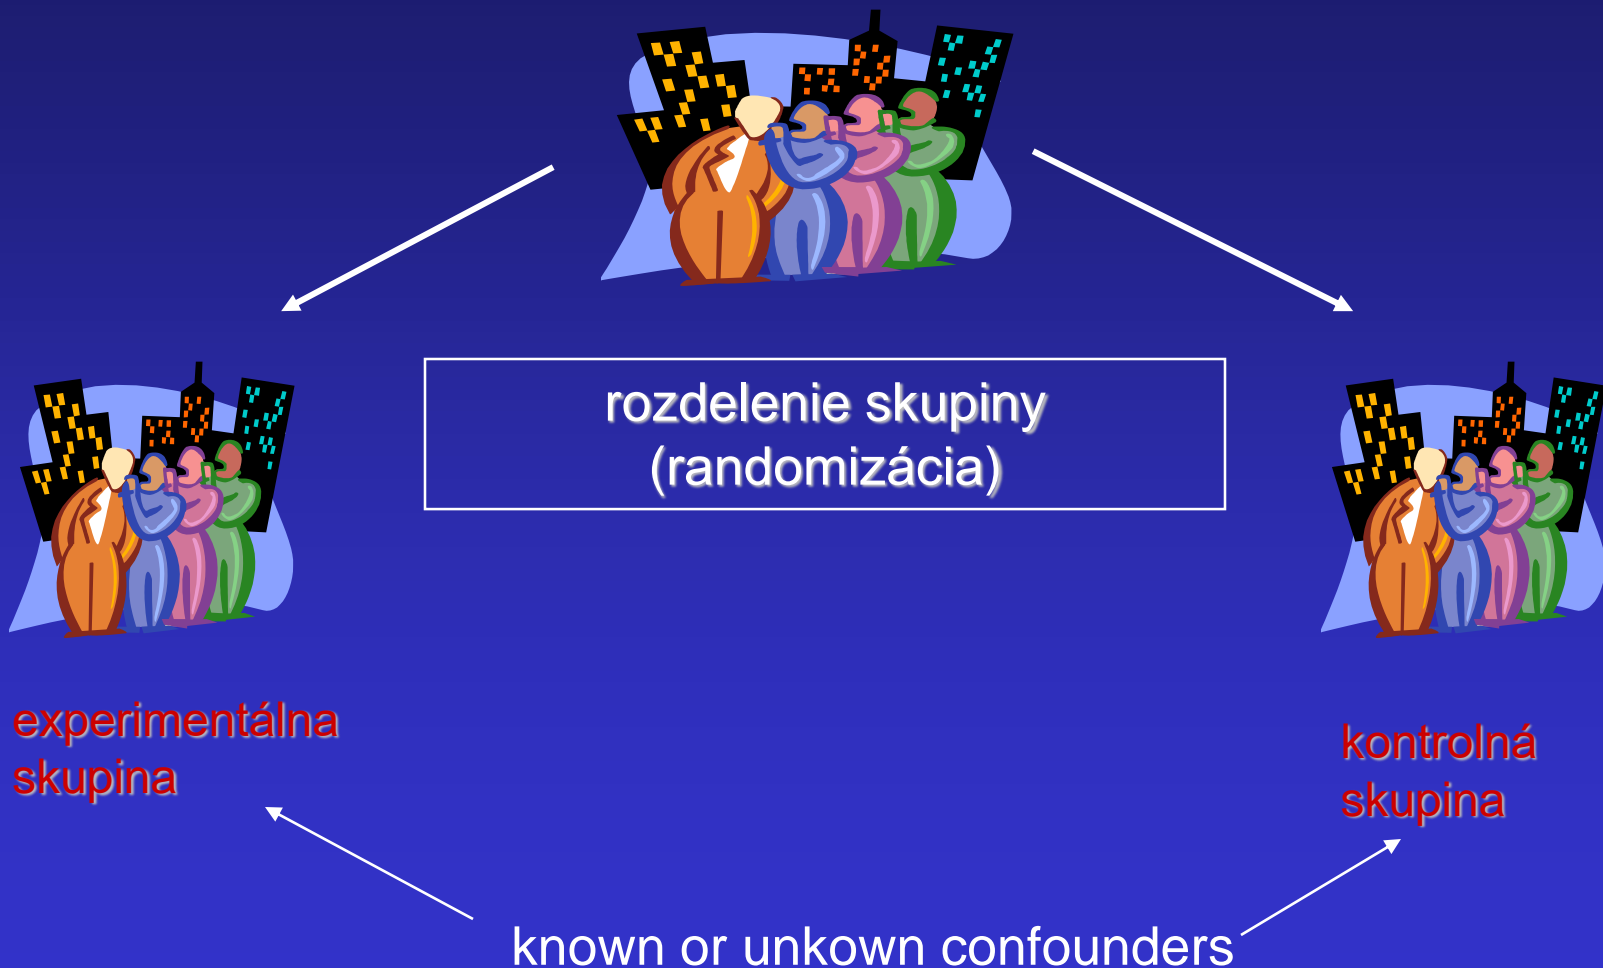 rozdelenie skupiny
(randomizácia)
experimentálna
skupina
kontrolná
skupina
known or unkown confounders